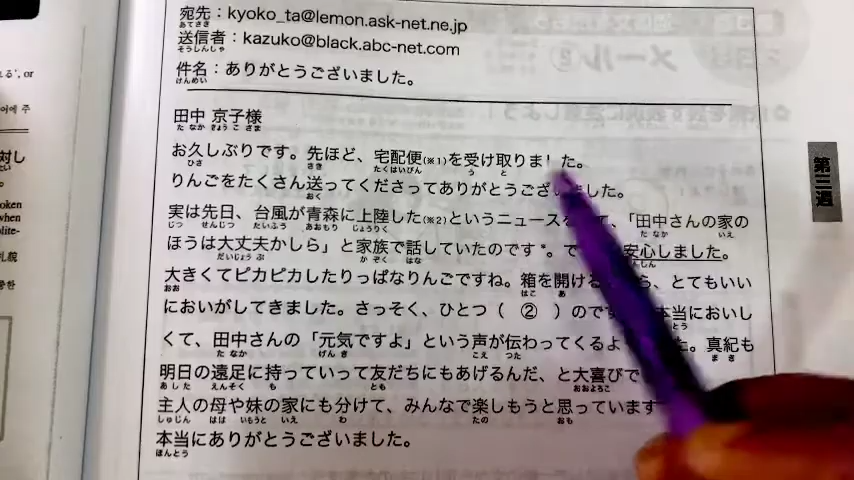 宛先：kyoko_ta@lemon.ask-net.ne.jp
送信者：kazuko@black.abc-net.com
件名：ありがとうございました。
田中 京子様
お久しぶりです。先ほど、宅配便(※1)を受け取りました。
りんごをたくさん送ってくださってありがとうございました。
実は先日、台風が青森に上陸した(※2)というニュースを て、「田中さんの家の
ほうは大丈夫かしら」と家族で話していたのです。で 安心しました。
大きくてピカピカしたりっぱなりんごですね。箱を開ける ら、とてもいい
においがしてきました。さっそく、ひとつ（ ② ）のです 本当においし
くて、田中さんの「元気ですよ」という声が伝わってくるよ た。真紀も
明日の遠足に持っていって友だちにもあげるんだ、と大喜びで
主人の母や妹の家にも分けて、みんなで楽しもうと思っています
本当にありがとうございました。
第三週